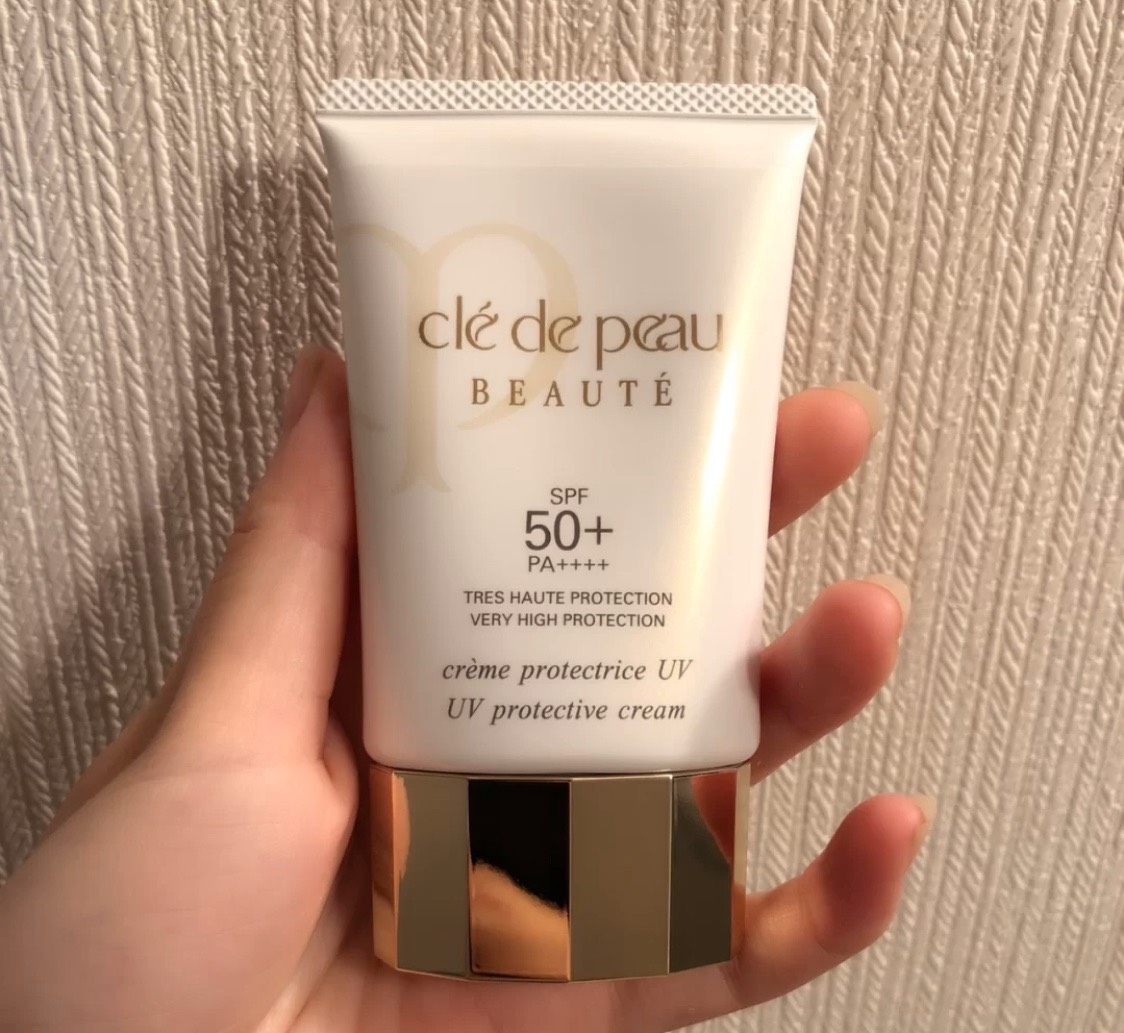 clé de peau
BEAUTÉ
SPF
50+
PA++++
TRES HAUTE PROTECTION
VERY HIGH PROTECTION
crème protectrice UV
UV protective cream